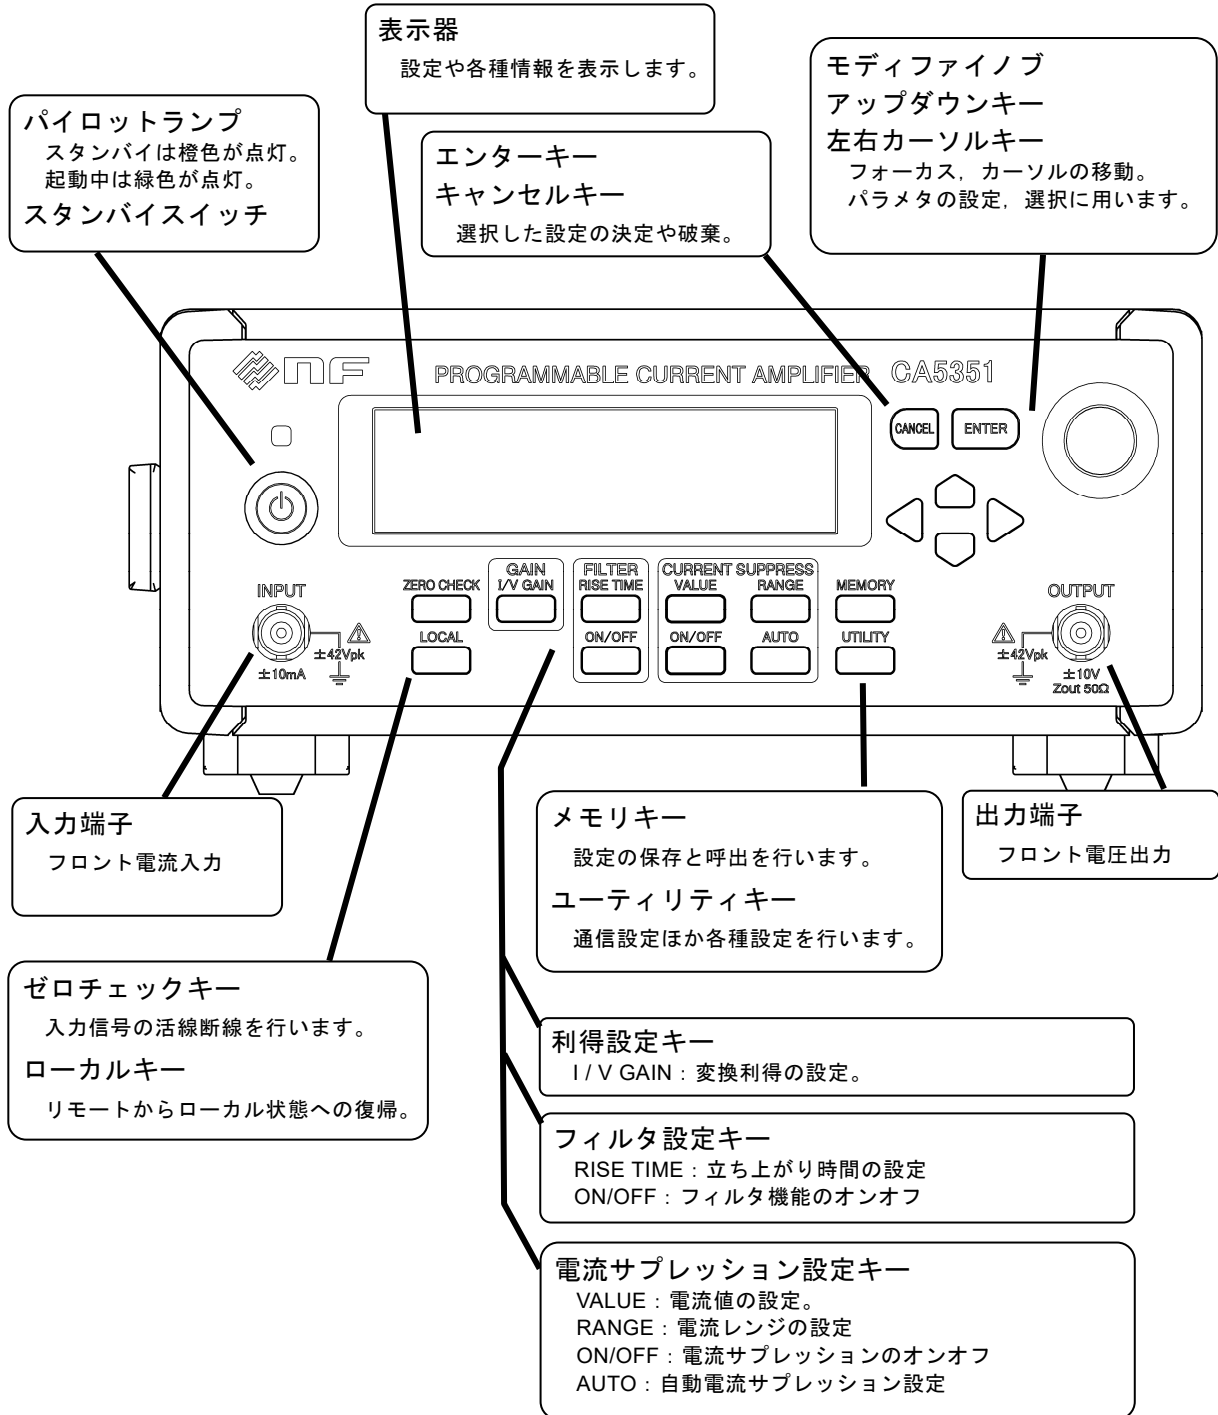 表示器
設定や各種情報を表示します。
モディファイノブ
アップダウンキー
左右カーソルキー
フォーカス，カーソルの移動。
パラメタの設定，選択に用います。
パイロットランプ
スタンバイは橙色が点灯。
起動中は緑色が点灯。
スタンバイスイッチ
エンターキー
キャンセルキー
選択した設定の決定や破棄。
NF PROGRAMMABLE CURRENT AMPLIFIER CA5351
CANCEL ENTER
GAIN FILTER CURRENT SUPPRESS
ZERO CHECK I/V GAIN RISE TIME VALUE RANGE MEMORY
INPUT OUTPUT
LOCAL ON/OFF ON/OFF AUTO UTILITY
±42Vpk ±42Vpk
±10mA ±10V
Zout 50Ω
入力端子
フロント電流入力
メモリキー
設定の保存と呼出を行います。
ユーティリティキー
通信設定ほか各種設定を行います。
出力端子
フロント電圧出力
ゼロチェックキー
入力信号の活線断線を行います。
ローカルキー
リモートからローカル状態への復帰。
利得設定キー
I / V GAIN：変換利得の設定。
フィルタ設定キー
RISE TIME：立ち上がり時間の設定
ON/OFF：フィルタ機能のオンオフ
電流サプレッション設定キー
VALUE：電流値の設定。
RANGE：電流レンジの設定
ON/OFF：電流サプレッションのオンオフ
AUTO：自動電流サプレッション設定